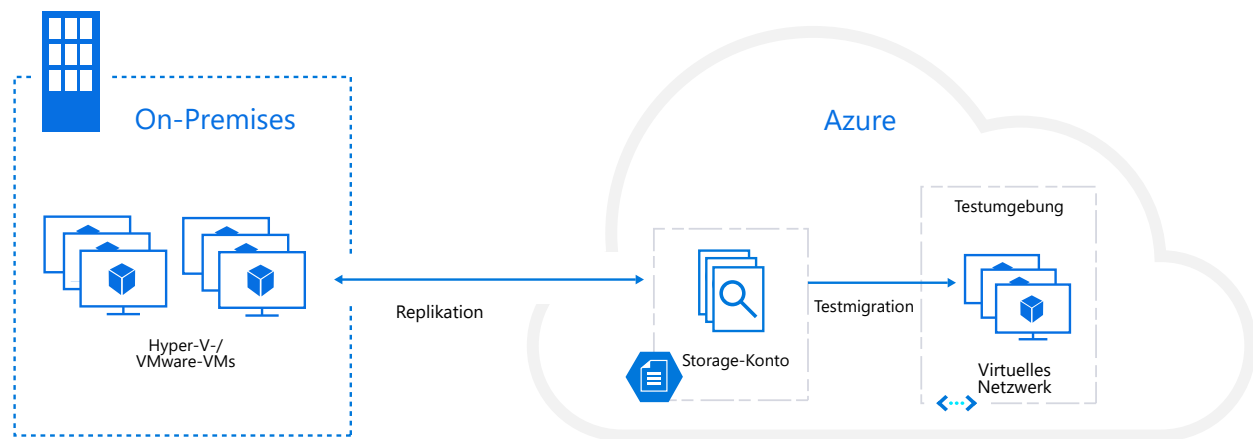 On-Premises
Azure
Testumgebung
Replikation
Testmigration
Hyper-V-/
VMware-VMs
Storage-Konto
Virtuelles
Netzwerk